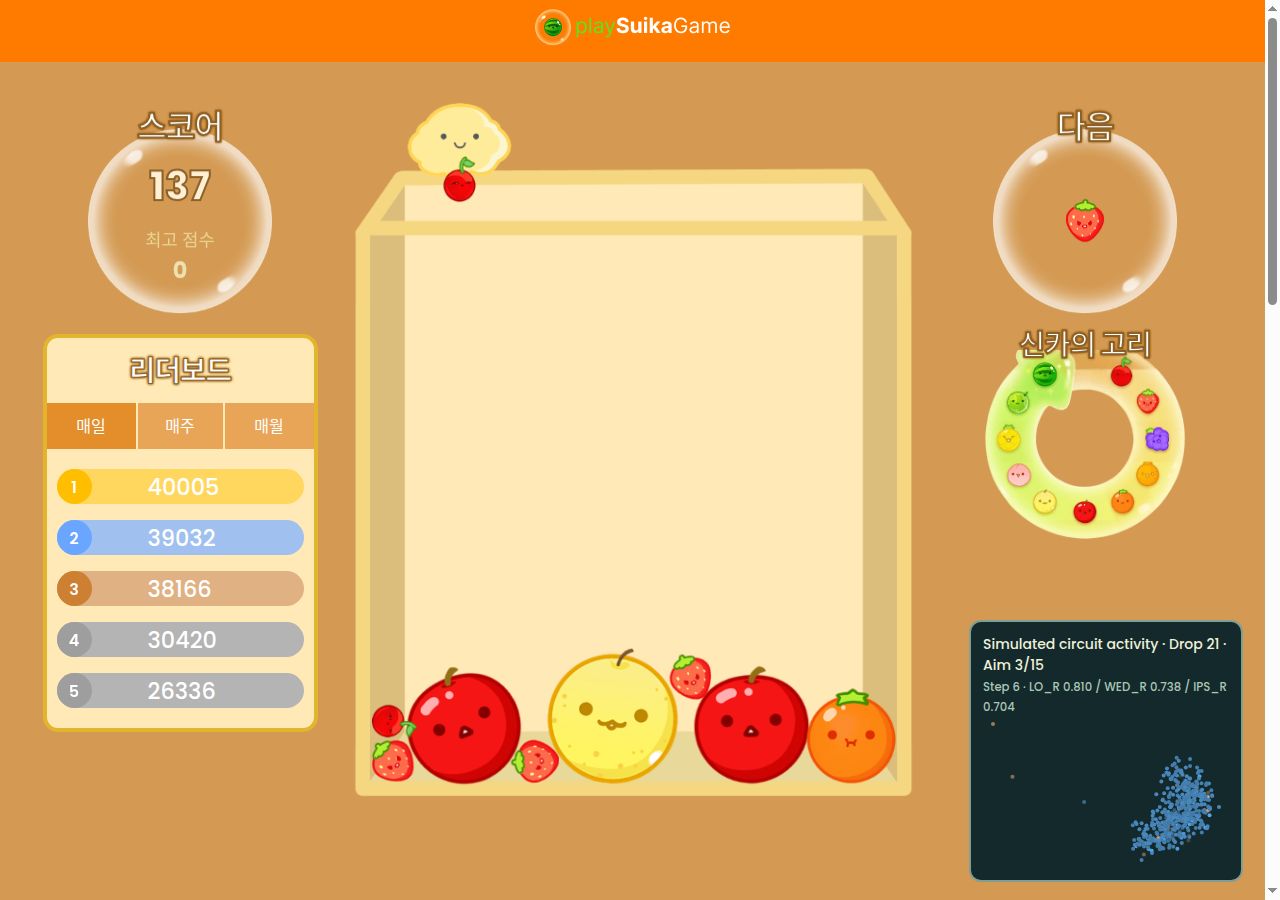 playSuikaGame
스코어
137
최고 점수
0
리더보드
매일 매주 매월
1 40005
2 39032
3 38166
4 30420
5 26336
다음
신카의 고리
Simulated circuit activity · Drop 21 ·
Aim 3/15
Step 6 · LO_R 0.810 / WED_R 0.738 / IPS_R
0.704